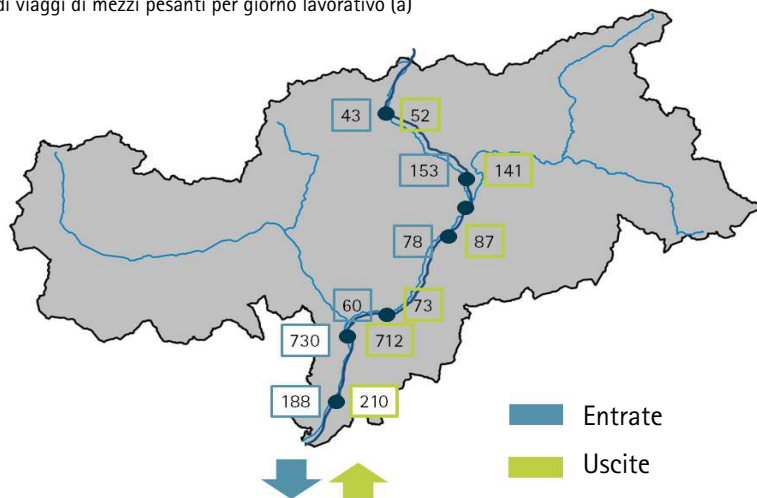 di viaggi di mezzi pesanti per giorno lavorativo (a)
43 52
153 141
78 87
60 73
730 712
188 210
Entrate
Uscite